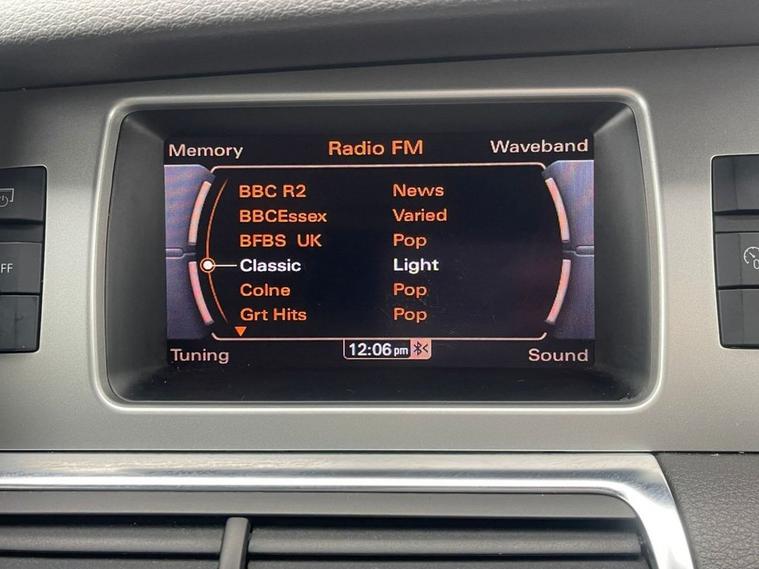 Memory Radio FM Waveband
BBC R2 News
BBCEssex Varied
BFBS UK Pop
Classic Light
Colne Pop
Grt Hits Pop
Tuning 12:06 pm Sound